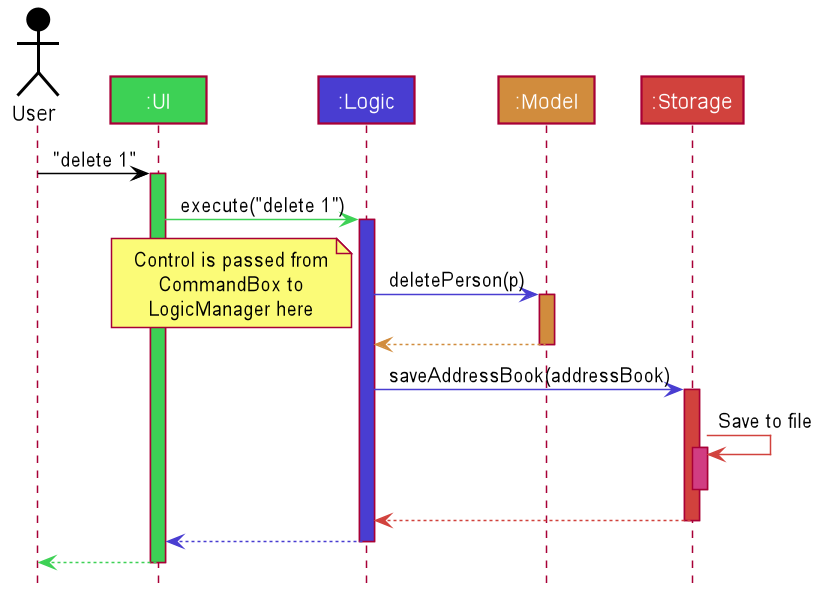 User
:UI
:Logic
:Model
:Storage
"delete 1"
execute("delete 1")
Control is passed from
CommandBox to
LogicManager here
deletePerson(p)
saveAddressBook(addressBook)
Save to file